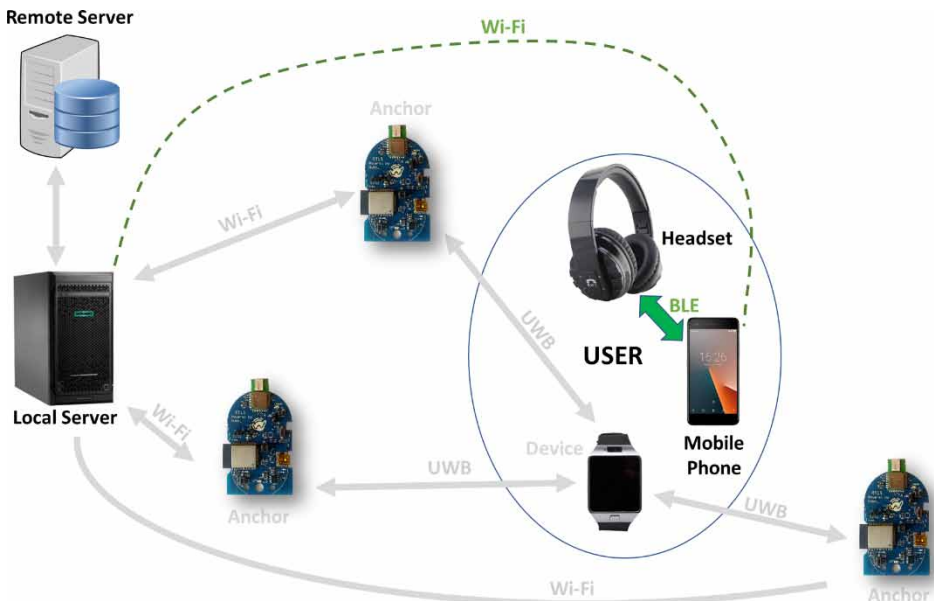 Remote Server
Wi-Fi
Anchor
Wi-Fi
Headset
BLE
UWB
USER
16:26
Local Server
Wi-Fi
Mobile
Phone
Device
UWB
Anchor
UWB
Wi-Fi
Anchor